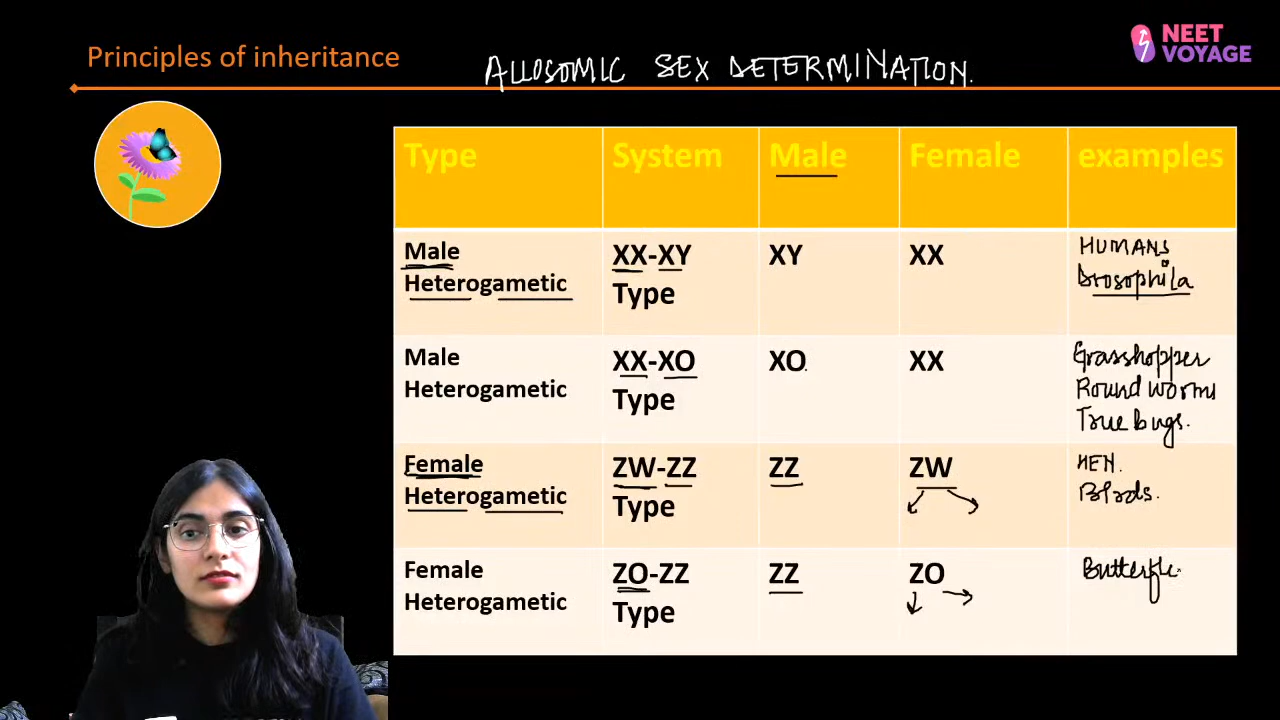 Principles of inheritance
ALLOSOMIC SEX DETERMINATION.
NEET
VOYAGE
Type System Male Female examples
Male
Heterogametic
XX-XY
Type
XY
XX
HUMANS
Drosophila
Male
Heterogametic
XX-XO
Type
XO
XX
Grasshopper
Round worms
True bugs.
Female
Heterogametic
ZW-ZZ
Type
ZZ
ZW
HEN.
Birds.
Female
Heterogametic
ZO-ZZ
Type
ZZ
ZO
Butterfl